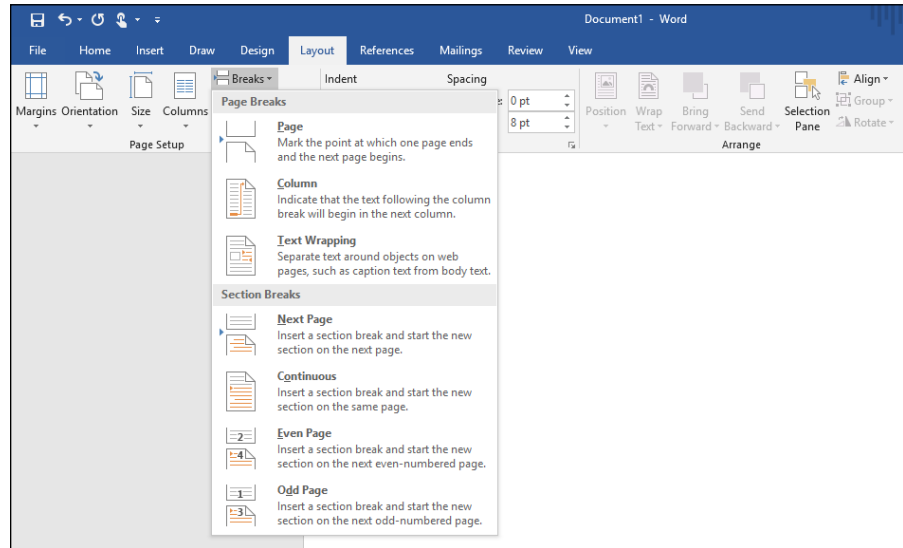 Document1 - Word
File Home Insert Draw Design Layout References Mailings Review View
Breaks Indent Spacing Align
Margins Orientation Size Columns 0 pt Position Wrap Text Bring Forward Send Backward Selection Pane Group
8 pt Rotate
Page Setup Arrange
Page Breaks
Page
Mark the point at which one page ends
and the next page begins.
Column
Indicate that the text following the column
break will begin in the next column.
Text Wrapping
Separate text around objects on web
pages, such as caption text from body text.
Section Breaks
Next Page
Insert a section break and start the new
section on the next page.
Continuous
Insert a section break and start the new
section on the same page.
2
4
Even Page
Insert a section break and start the new
section on the next even-numbered page.
1
3
Odd Page
Insert a section break and start the new
section on the next odd-numbered page.